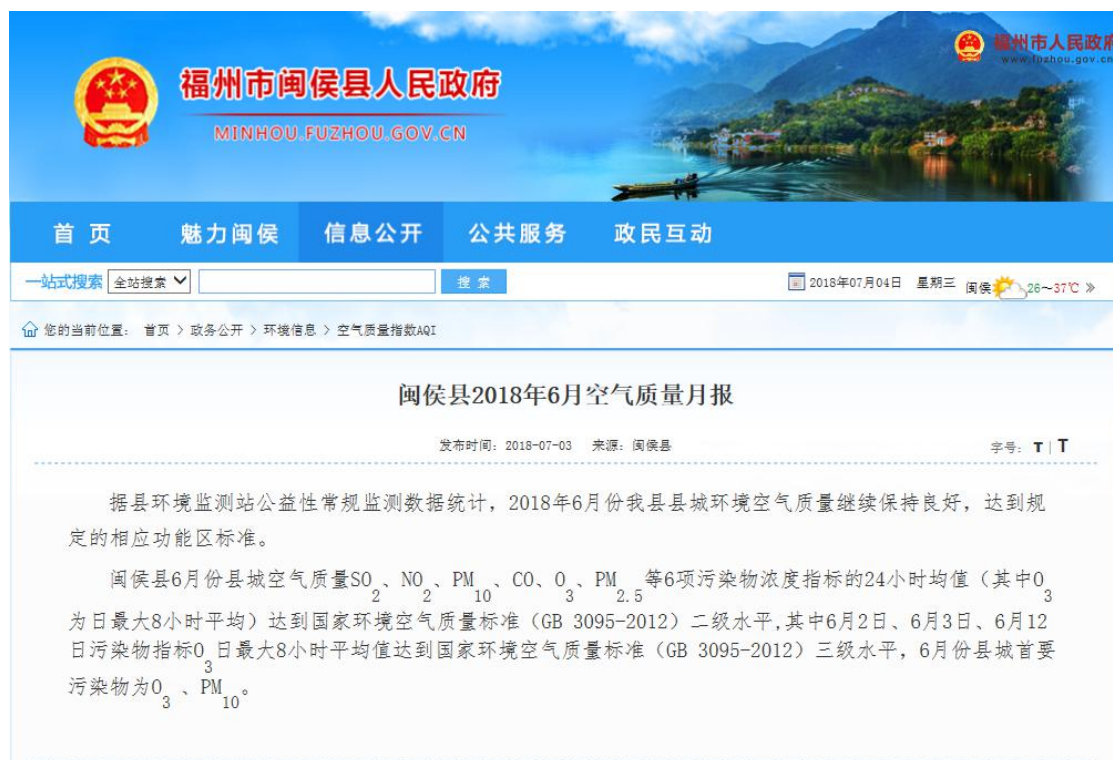 福州市人民政府
www.fuzhou.gov.cn
福州市闽侯县人民政府
MINHOU.FUZHOU.GOV.CN
首 页 魅力闽侯 信息公开 公共服务 政民互动
一站式搜索 全站搜索 搜 索 2018年07月04日 星期三 闽侯 26～37℃ »
您的当前位置： 首页 > 政务公开 > 环境信息 > 空气质量指数AQI
闽侯县2018年6月空气质量月报
发布时间：2018-07-03 来源：闽侯县 字号：T | T
据县环境监测站公益性常规监测数据统计，2018年6月份我县县城环境空气质量继续保持良好，达到规
定的相应功能区标准。
闽侯县6月份县城空气质量SO2、NO2、PM10、CO、O3、PM2.5等6项污染物浓度指标的24小时均值（其中O3
为日最大8小时平均）达到国家环境空气质量标准（GB 3095-2012）二级水平,其中6月2日、6月3日、6月12
日污染物指标O3日最大8小时平均值达到国家环境空气质量标准（GB 3095-2012）三级水平，6月份县城首要
污染物为O3、PM10。